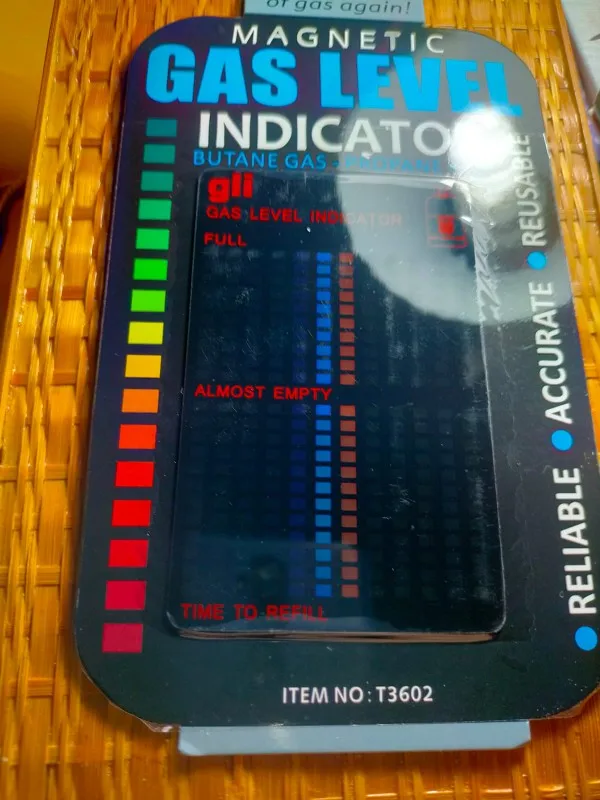 of gas again!
MAGNETIC
GAS LEVEL
INDICATO
BUTANE GAS - PROPANE
gli
GAS LEVEL INDICATOR
FULL
ALMOST EMPTY
TIME TO REFILL
ITEM NO: T3602
• RELIABLE • ACCURATE • REUSABLE